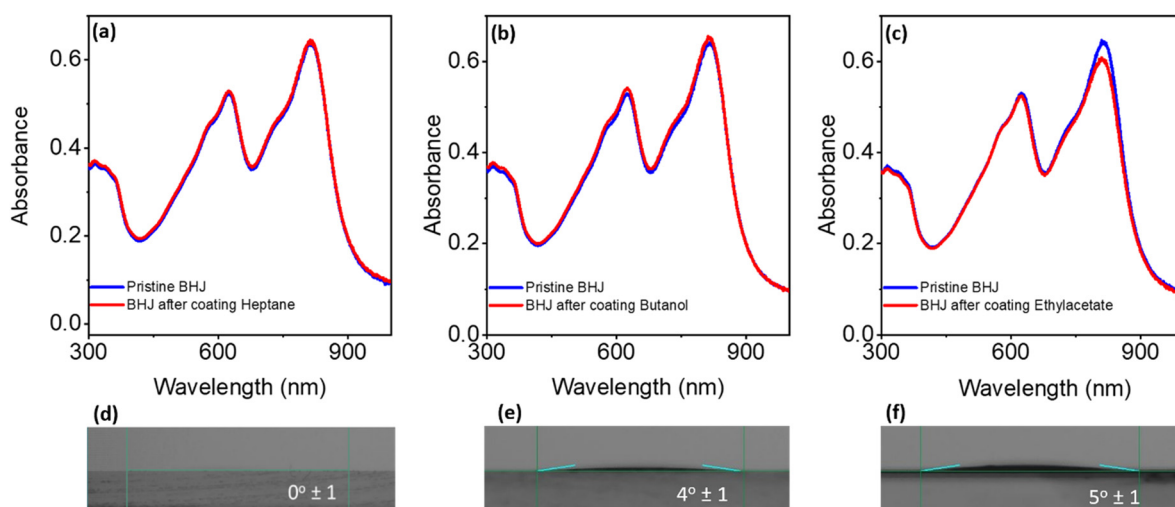 (a)
Absorbance
0.6
0.4
0.2
0.0
Pristine BHJ
BHJ after coating Heptane
300 600 900
Wavelength (nm)
(b)
Absorbance
0.6
0.4
0.2
0.0
Pristine BHJ
BHJ after coating Butanol
300 600 900
Wavelength (nm)
(c)
Absorbance
0.6
0.4
0.2
0.0
Pristine BHJ
BHJ after coating Ethylacetate
300 600 900
Wavelength (nm)
(d)
0° ± 1
(e)
4° ± 1
(f)
5° ± 1